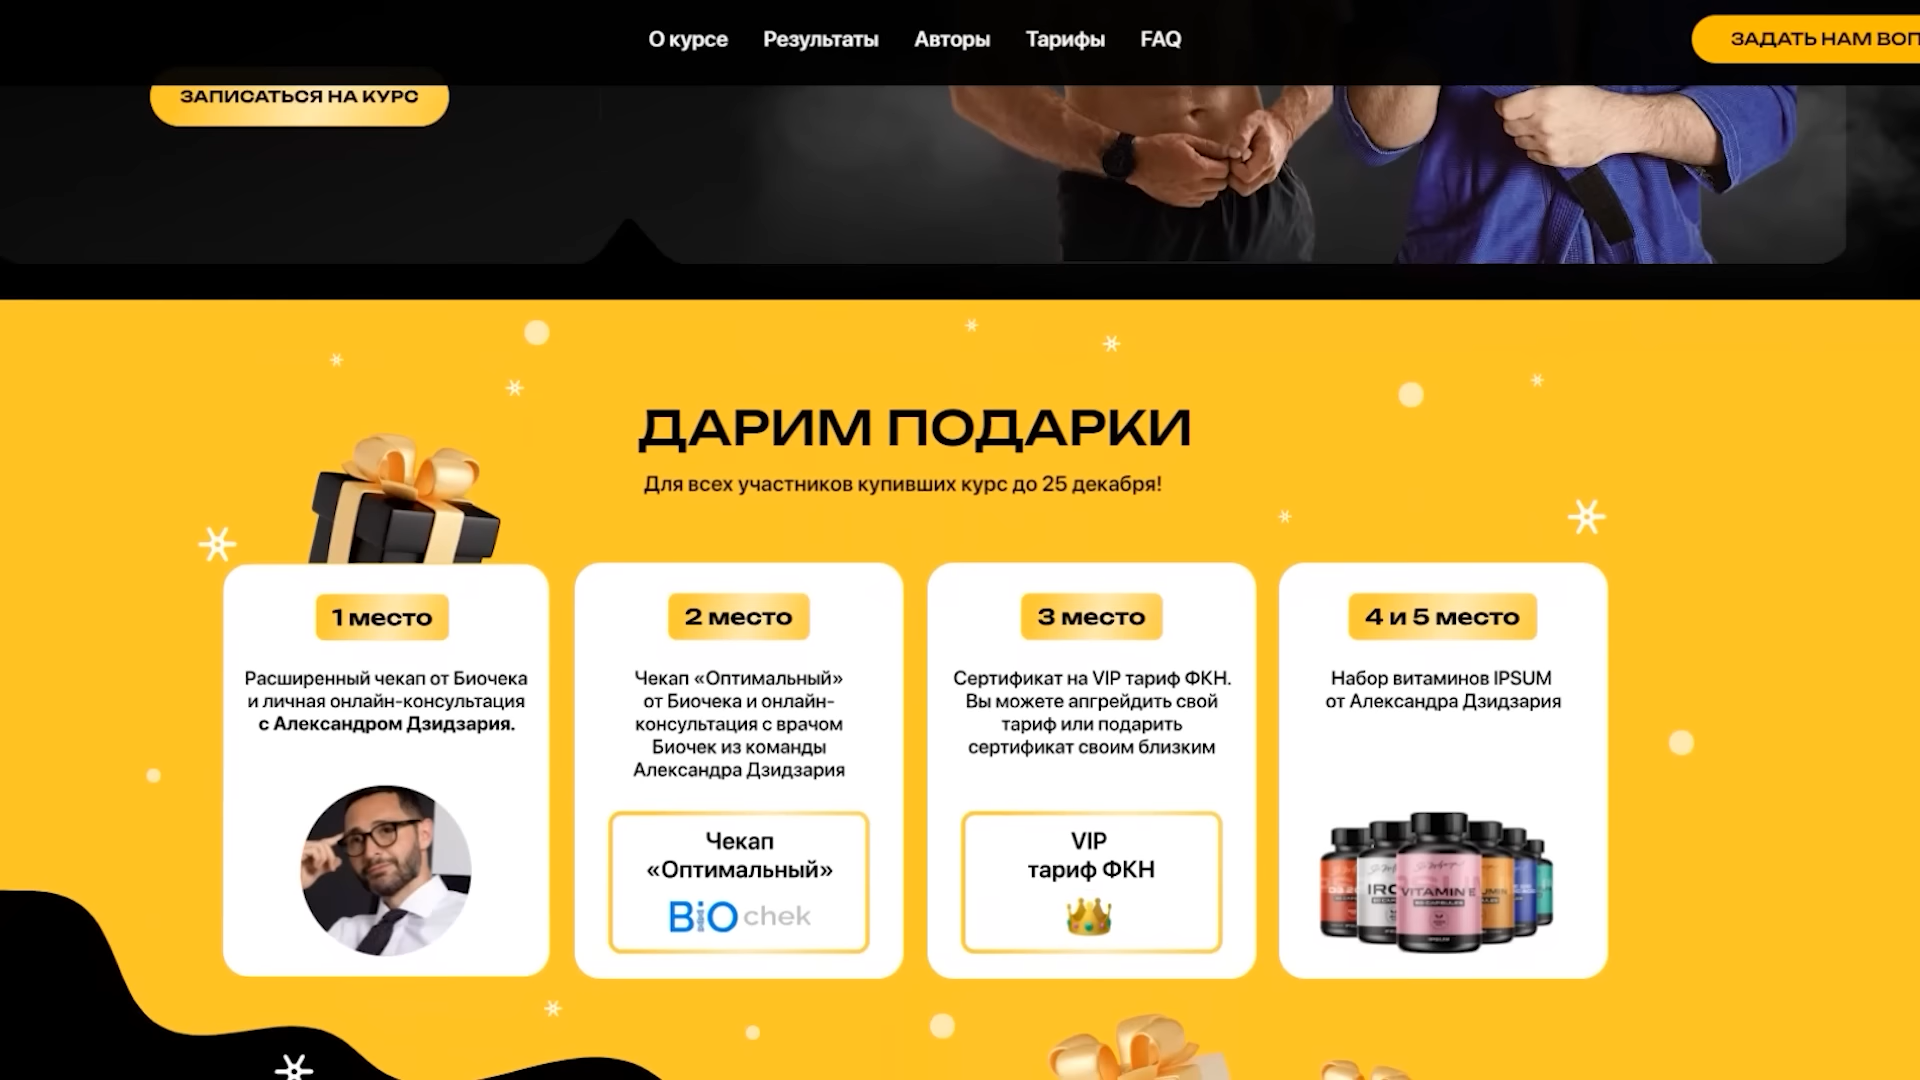 О курсе
Результаты
Авторы
Тарифы
FAQ
ЗАДАТЬ НАМ
ЗАПИСАТЬСЯ НА КУРС
ДАРИМ ПОДАРКИ
Для всех участников купивших курс до 25 декабря!
1 место
Расширенный чекап от Биочека
и личная онлайн-консультация
с Александром Дзидзария.
2 место
Чекап «Оптимальный»
от Биочека и онлайн-
консультация с врачом
Биочек из команды
Александра Дзидзария
Чекап
«Оптимальный»
BiO chek
3 место
Сертификат на VIP тариф ФКН.
Вы можете апгрейдить свой
тариф или подарить
сертификат своим близким
VIP
тариф ФКН
4 и 5 место
Набор витаминов IPSUM
от Александра Дзидзария
VITAMIN E